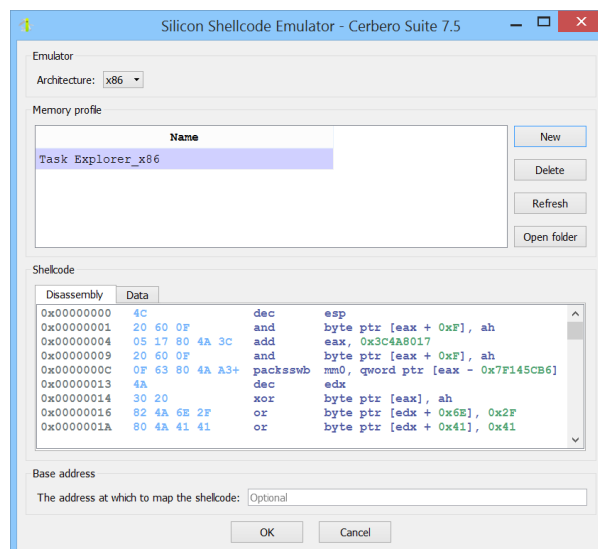 Silicon Shellcode Emulator - Cerbero Suite 7.5
Emulator
Architecture: x86
Memory profile
Name
Task Explorer_x86
New
Delete
Refresh
Open folder
Shellcode
Disassembly Data
0x00000000 4C dec esp
0x00000001 20 60 0F and byte ptr [eax + 0xF], ah
0x00000004 05 17 80 4A 3C add eax, 0x3C4A8017
0x00000009 20 60 0F and byte ptr [eax + 0xF], ah
0x0000000C 0F 63 80 4A A3+ packsswb mm0, qword ptr [eax - 0x7F145CB6]
0x00000013 4A dec edx
0x00000014 30 20 xor byte ptr [eax], ah
0x00000016 82 4A 6E 2F or byte ptr [edx + 0x6E], 0x2F
0x0000001A 80 4A 41 41 or byte ptr [edx + 0x41], 0x41
Base address
The address at which to map the shellcode: Optional
OK Cancel